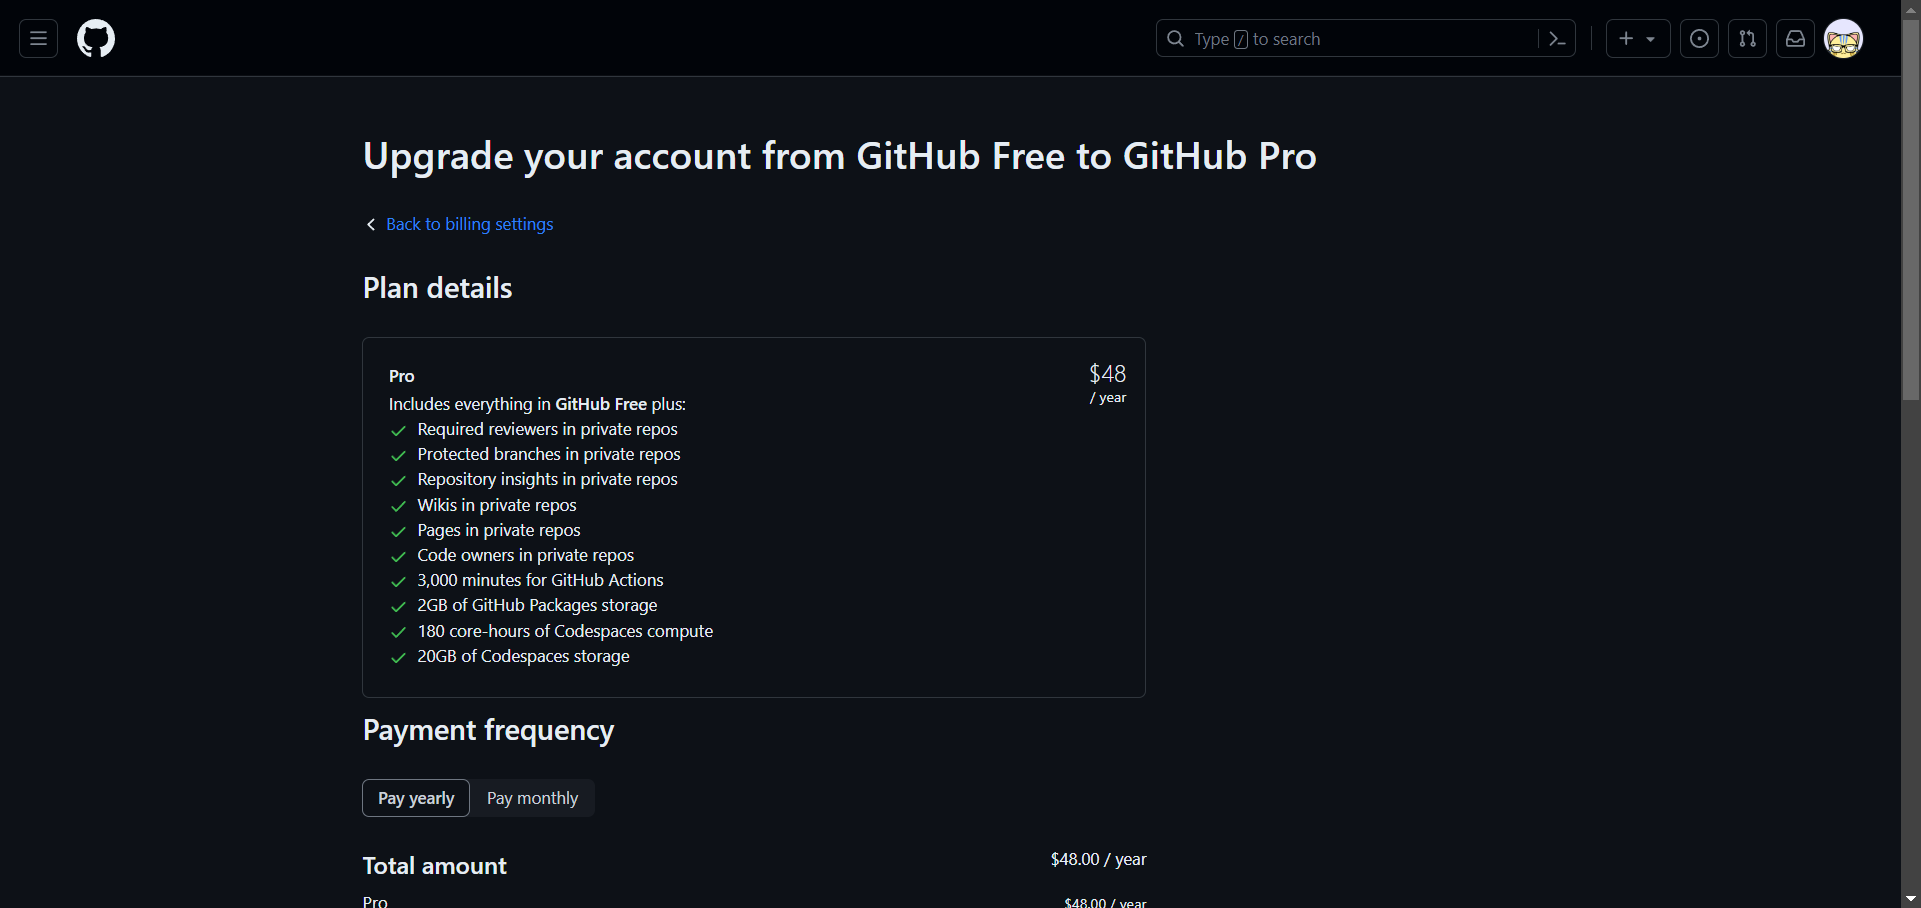 Type / to search
Upgrade your account from GitHub Free to GitHub Pro
Back to billing settings
Plan details
Pro
$48
/ year
Includes everything in GitHub Free plus:
Required reviewers in private repos
Protected branches in private repos
Repository insights in private repos
Wikis in private repos
Pages in private repos
Code owners in private repos
3,000 minutes for GitHub Actions
2GB of GitHub Packages storage
180 core-hours of Codespaces compute
20GB of Codespaces storage
Payment frequency
Pay yearly Pay monthly
Total amount $48.00 / year
Pro $48.00 / year